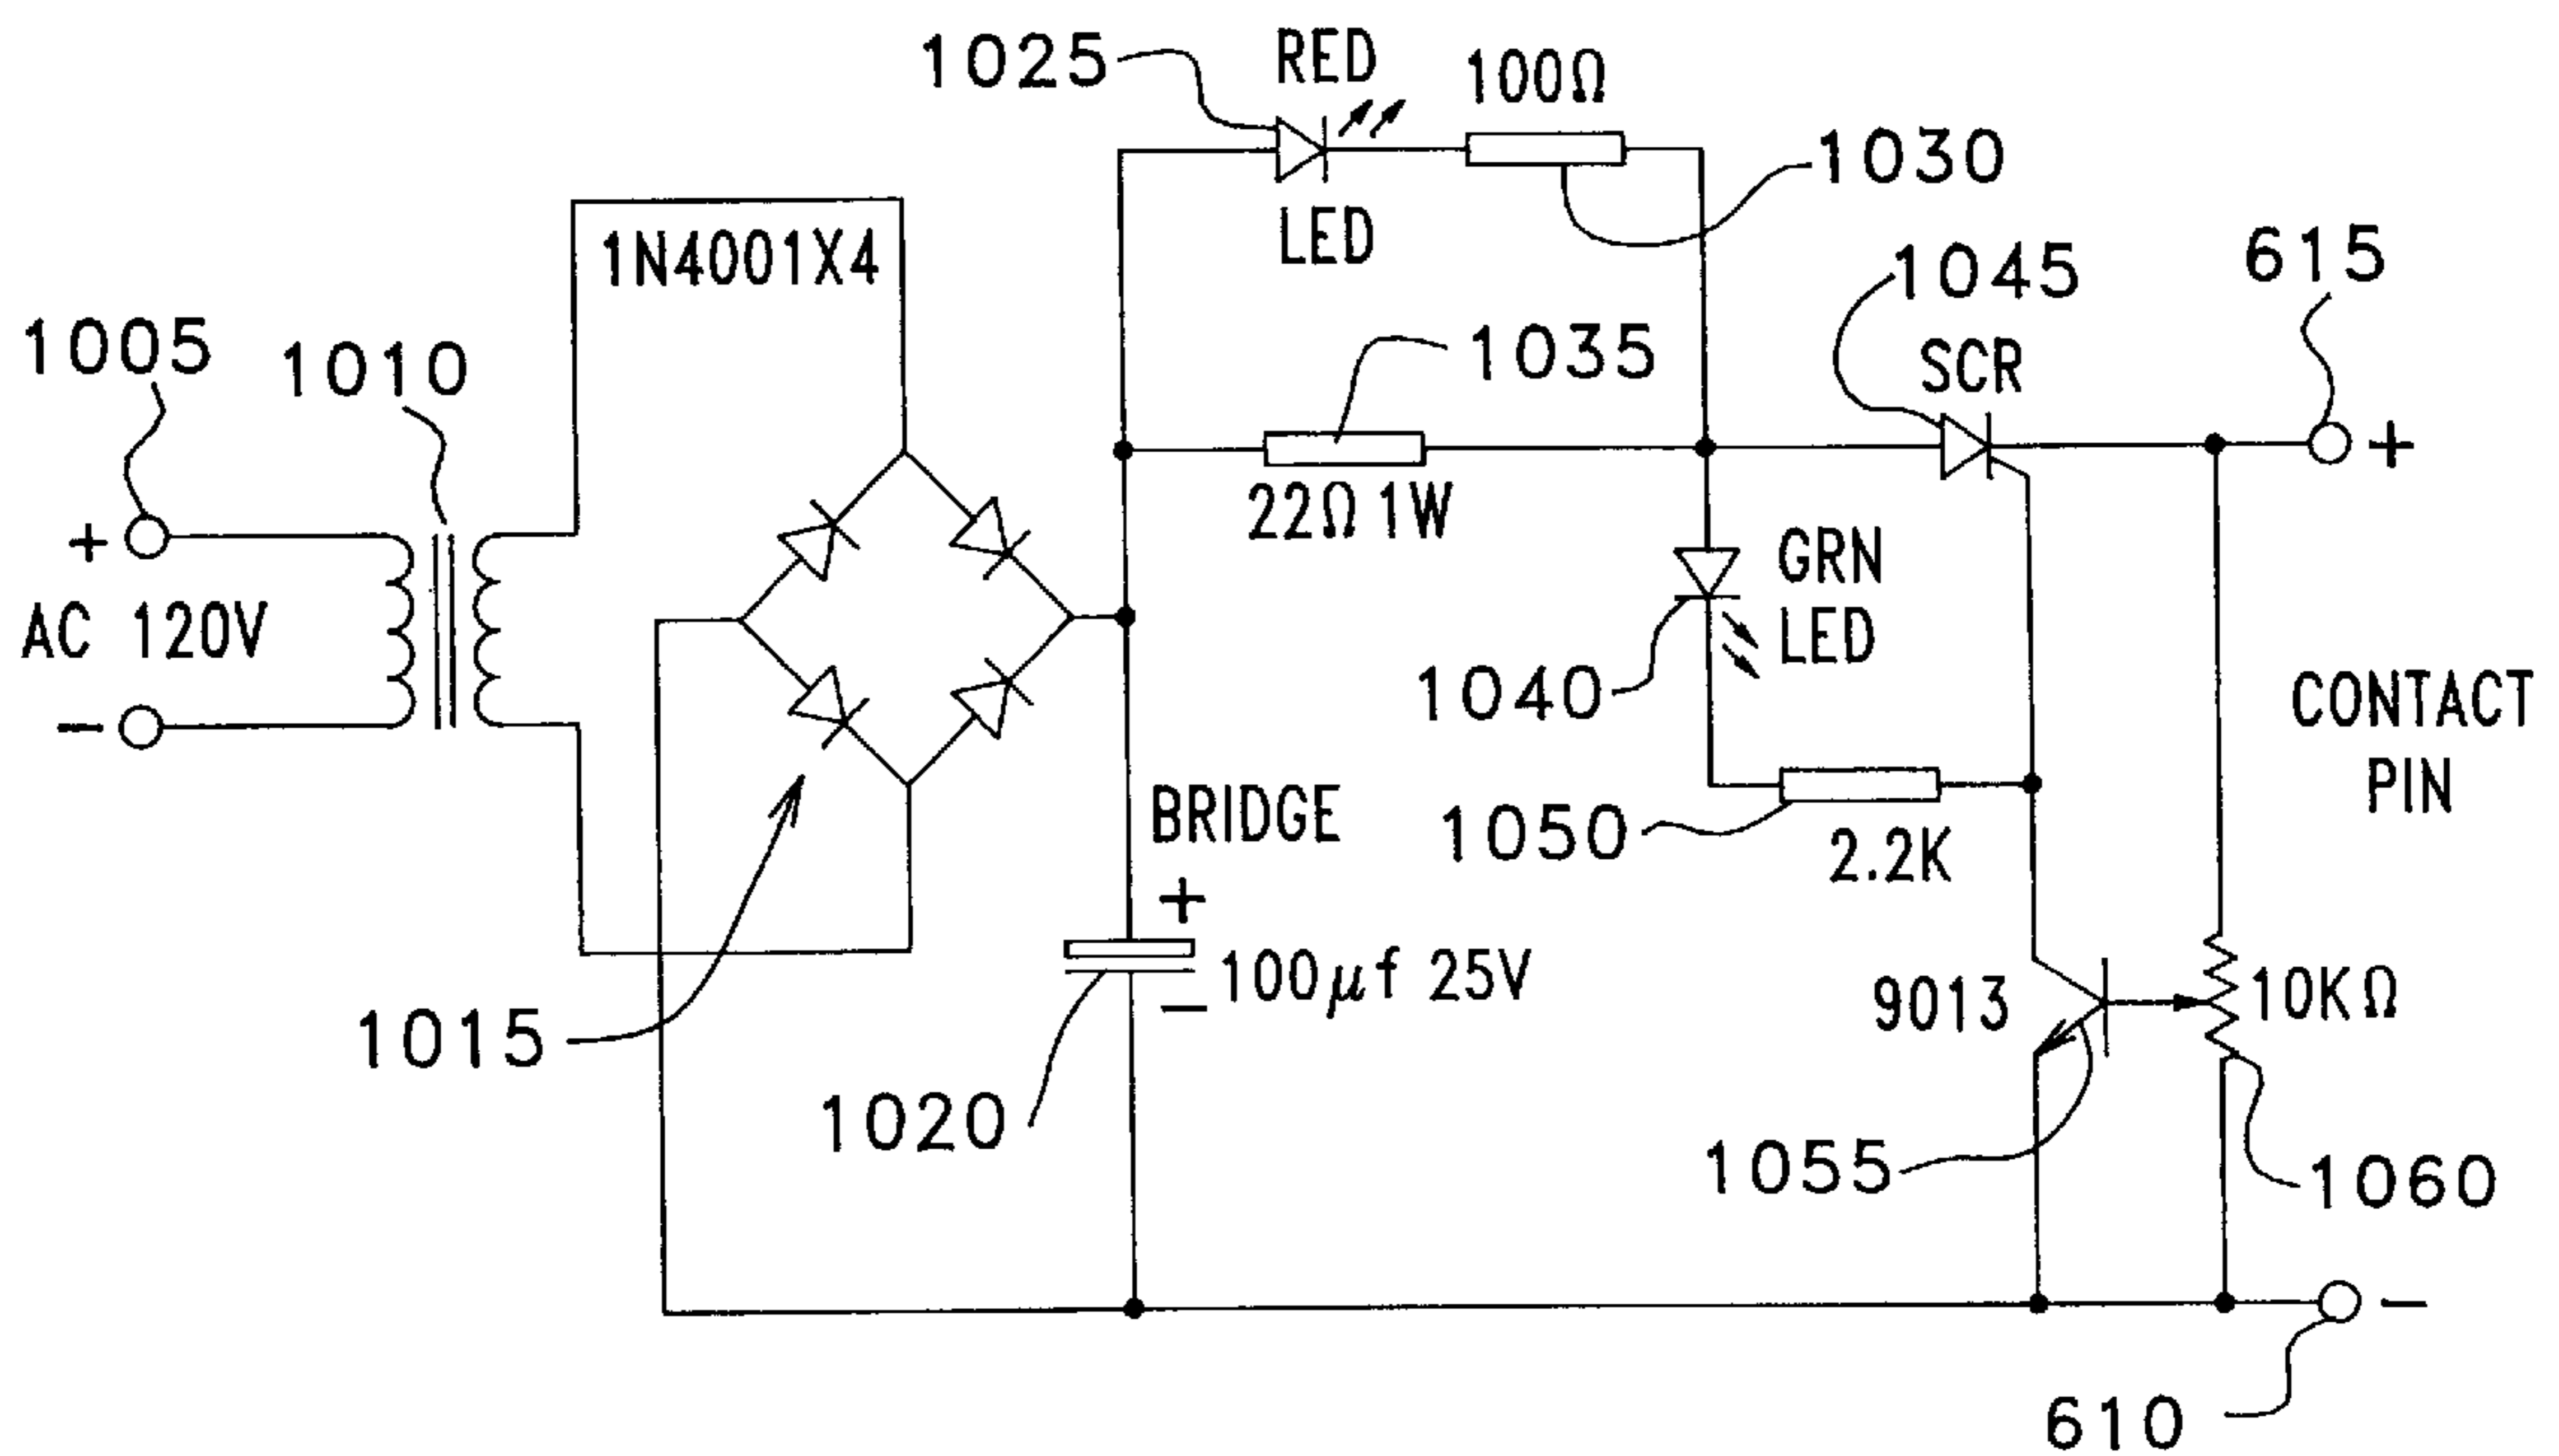 1025
RED
100Ω
1030
LED
1N4001X4
615
1045
SCR
1005
1010
1035
+
22Ω 1W
+
GRN
LED
AC 120V
1040
−
CONTACT
PIN
BRIDGE
1050
2.2K
+
100μf 25V
−
9013
10KΩ
1015
1020
1055
1060
−
610